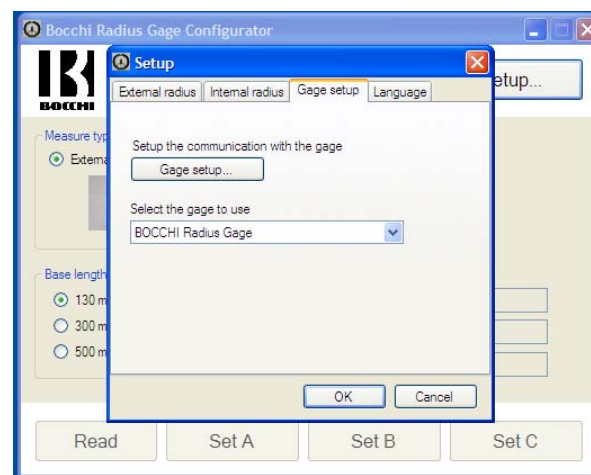 Bocchi Radius Gage Configurator
BOCCHI
Setup
External radius Internal radius Gage setup Language
Setup the communication with the gage
Gage setup...
Select the gage to use
BOCCHI Radius Gage
OK Cancel
etup...
Measure typ
Externa
Base length
130 m
300 m
500 m
Read Set A Set B Set C